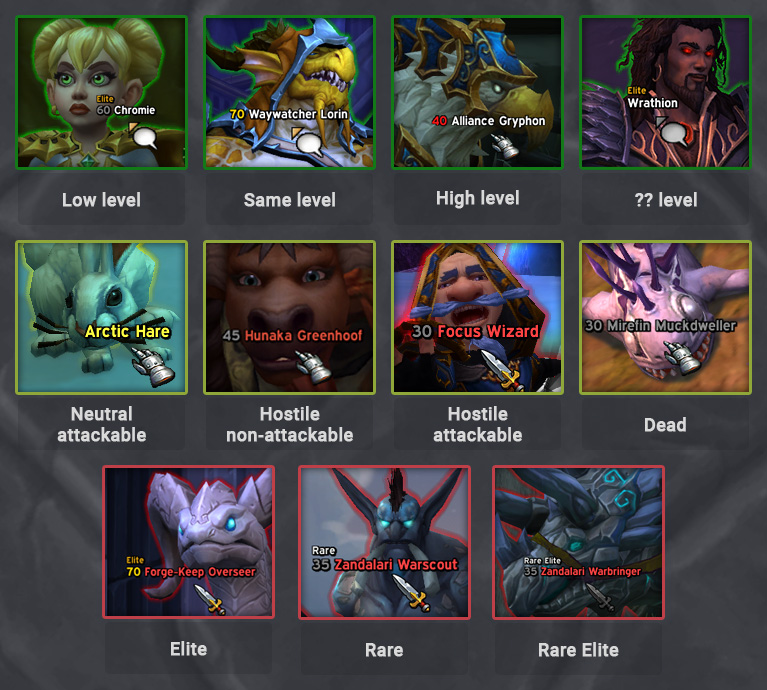 Elite
60 Chromie
70 Waywatcher Lorin
40 Alliance Gryphon
Elite
Wrathion
Low level
Same level
High level
?? level
Arctic Hare
45 Hunaka Greenhoof
30 Focus Wizard
30 Mirefin Muckdweller
Neutral
attackable
Hostile
non-attackable
Hostile
attackable
Dead
Elite
70 Forge-Keep Overseer
Rare
35 Zandalari Warscout
Rare Elite
35 Zandalari Warbringer
Elite
Rare
Rare Elite